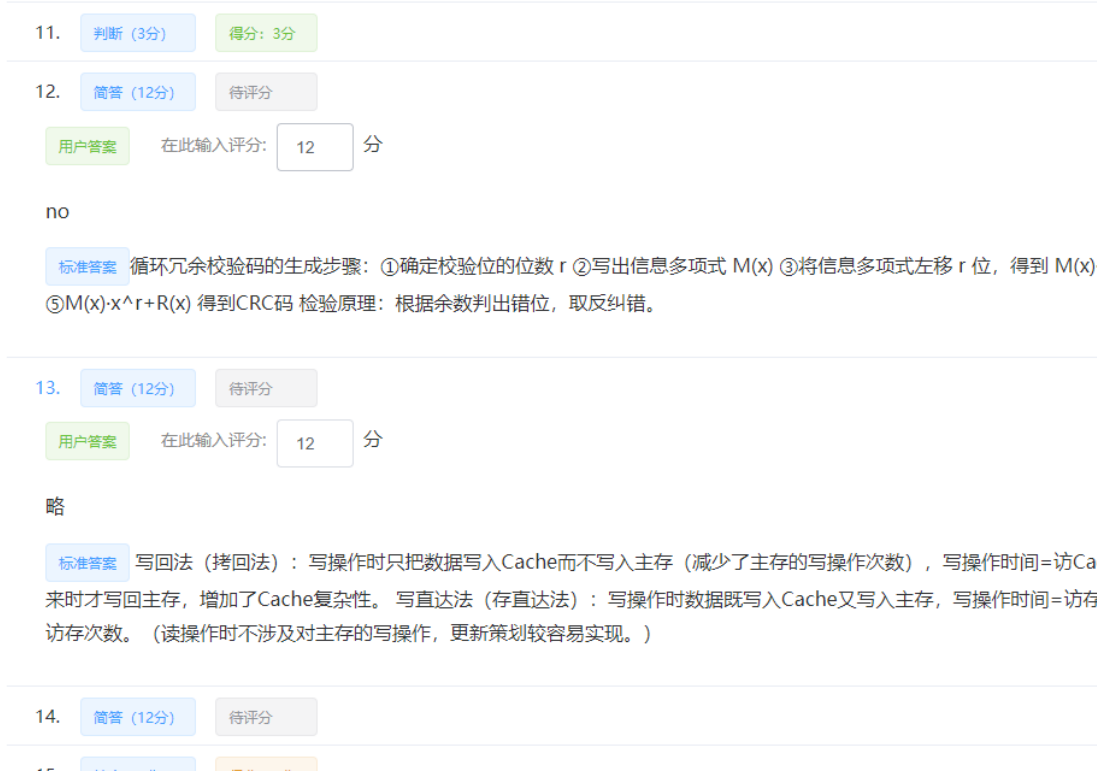 11. 判断（3分） 得分：3分
12. 简答（12分） 待评分
用户答案 在此输入评分: 12 分
no
标准答案 循环冗余校验码的生成步骤：①确定校验位的位数 r ②写出信息多项式 M(x) ③将信息多项式左移 r 位，得到 M(x)
⑤M(x)·x^r+R(x) 得到CRC码 检验原理：根据余数判出错位，取反纠错。
13. 简答（12分） 待评分
用户答案 在此输入评分: 12 分
略
标准答案 写回法（拷回法）：写操作时只把数据写入Cache而不写入主存（减少了主存的写操作次数），写操作时间=访Ca
来时才写回主存，增加了Cache复杂性。 写直达法（存直达法）：写操作时数据既写入Cache又写入主存，写操作时间=访存
访存次数。（读操作时不涉及对主存的写操作，更新策划较容易实现。）
14. 简答（12分） 待评分